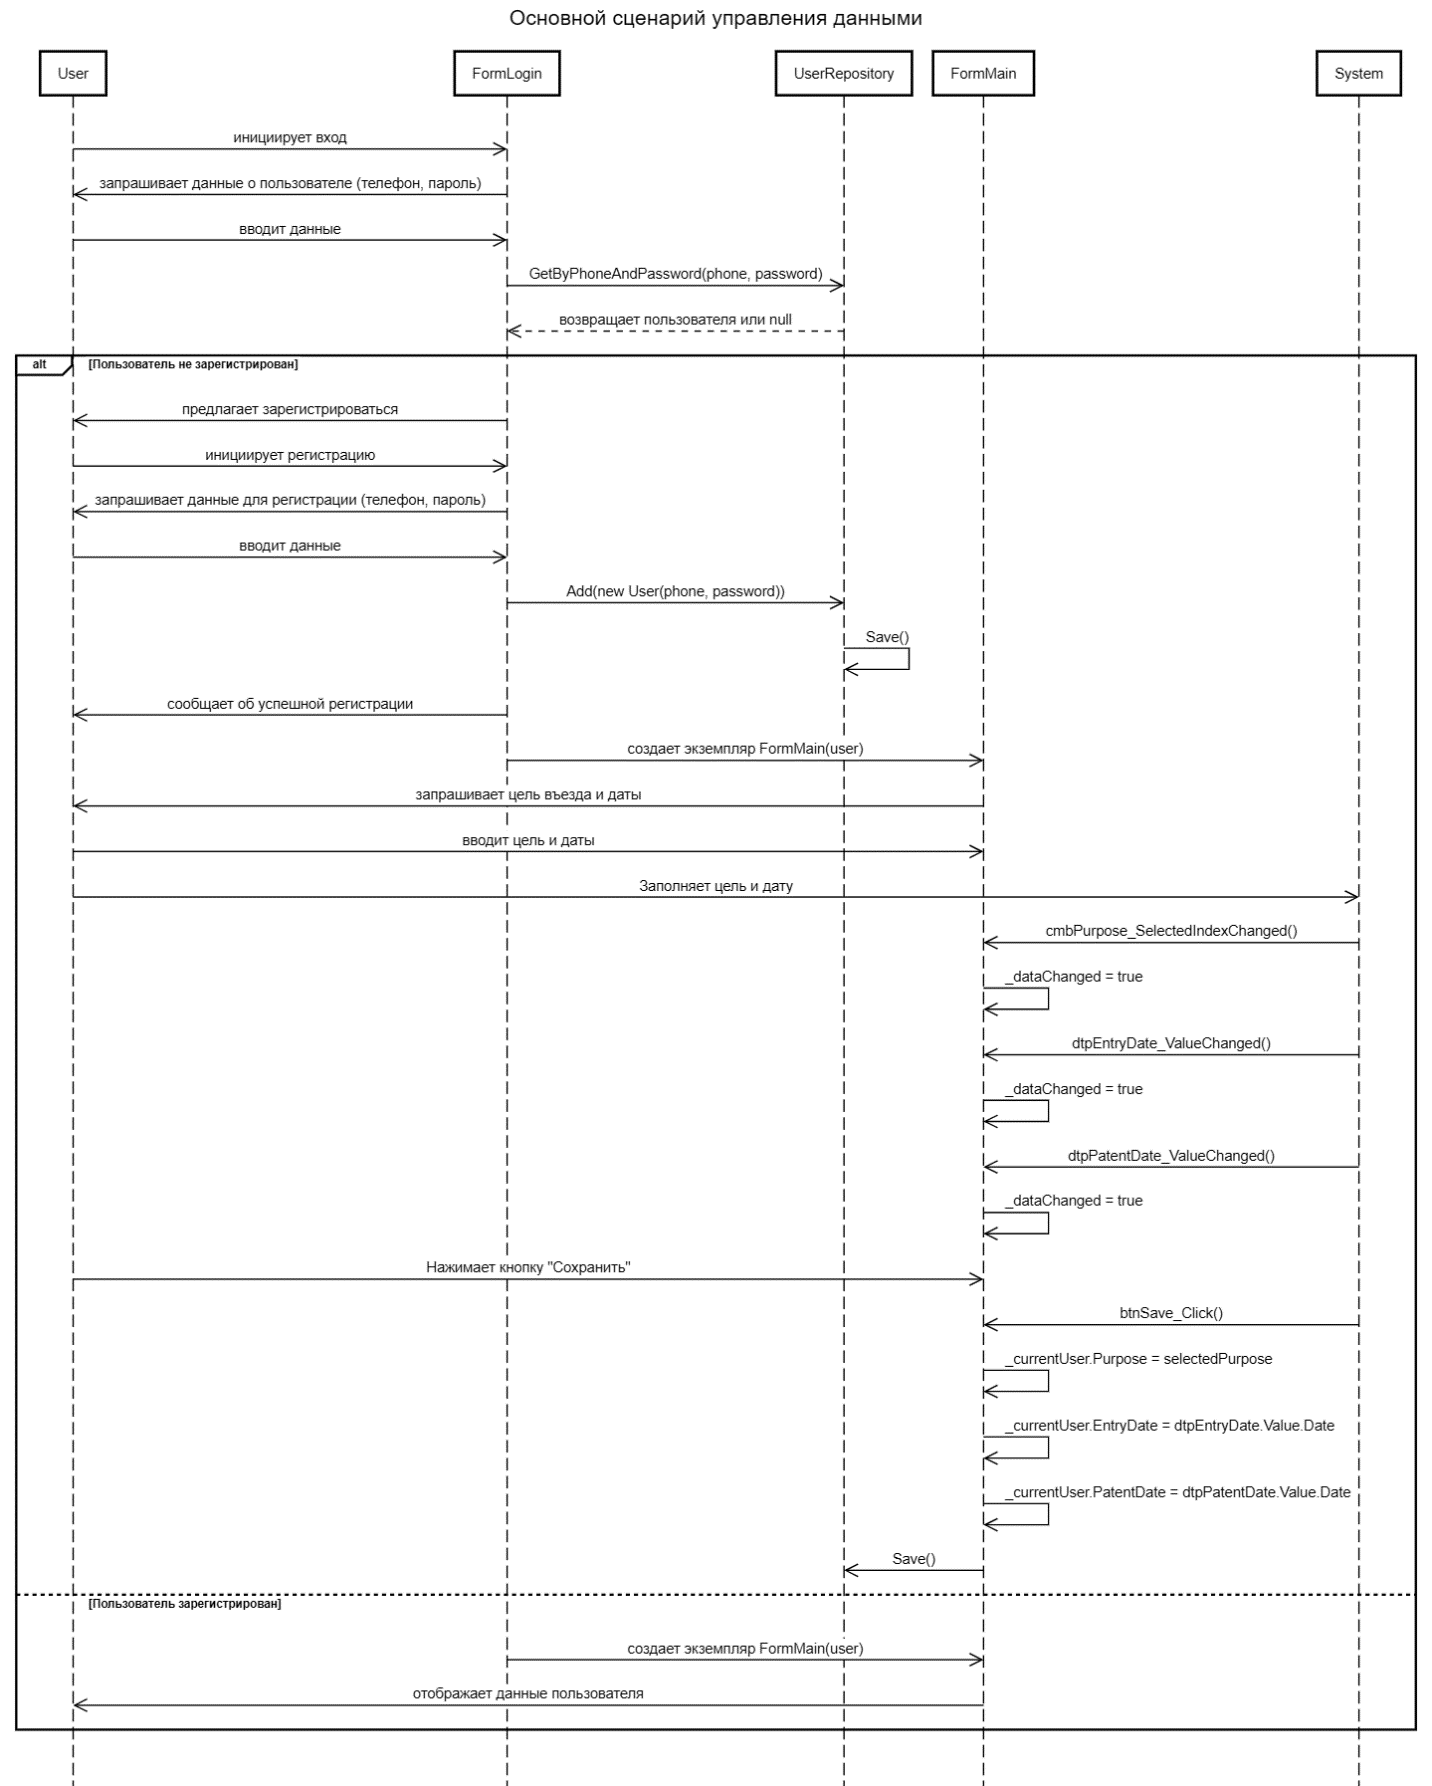 Основной сценарий управления данными
User
FormLogin
UserRepository
FormMain
System
инициирует вход
запрашивает данные о пользователе (телефон, пароль)
вводит данные
GetByPhoneAndPassword(phone, password)
возвращает пользователя или null
alt
[Пользователь не зарегистрирован]
предлагает зарегистрироваться
инициирует регистрацию
запрашивает данные для регистрации (телефон, пароль)
вводит данные
Add(new User(phone, password))
Save()
сообщает об успешной регистрации
создает экземпляр FormMain(user)
запрашивает цель въезда и даты
вводит цель и даты
Заполняет цель и дату
cmbPurpose_SelectedIndexChanged()
_dataChanged = true
dtpEntryDate_ValueChanged()
_dataChanged = true
dtpPatentDate_ValueChanged()
_dataChanged = true
Нажимает кнопку "Сохранить"
btnSave_Click()
_currentUser.Purpose = selectedPurpose
_currentUser.EntryDate = dtpEntryDate.Value.Date
_currentUser.PatentDate = dtpPatentDate.Value.Date
Save()
[Пользователь зарегистрирован]
создает экземпляр FormMain(user)
отображает данные пользователя